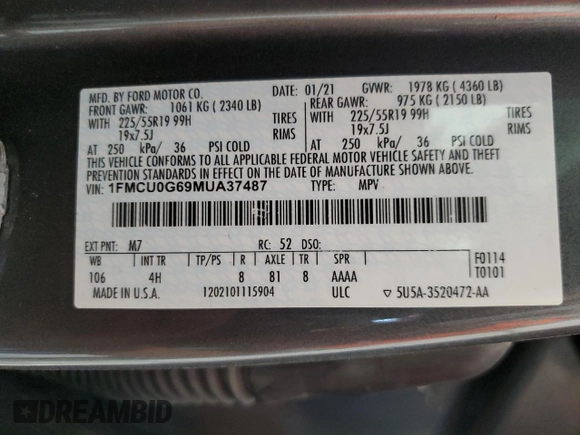 MFD. BY FORD MOTOR CO. DATE: 01/21 GVWR: 1978 KG ( 4360 LB)
FRONT GAWR: 1061 KG ( 2340 LB) REAR GAWR: 975 KG ( 2150 LB)
WITH 225/55R19 99H TIRES WITH 225/55R19 99H TIRES
19x7.5J RIMS 19x7.5J RIMS
AT 250 kPa/ 36 PSI COLD AT 250 kPa/ 36 PSI COLD
THIS VEHICLE CONFORMS TO ALL APPLICABLE FEDERAL MOTOR VEHICLE SAFETY AND THEFT
PREVENTION STANDARDS IN EFFECT ON THE DATE OF MANUFACTURE SHOWN ABOVE.
VIN: 1FMCU0G69MUA37487 TYPE: MPV
EXT PNT: M7 RC: 52 DSO:
WB INT TR TP/PS R AXLE TR SPR F0114
106 4H 8 81 8 AAAA T0101
MADE IN U.S.A. 1202101115904 ULC ▽ 5U5A-3520472-AA
DREAMBID